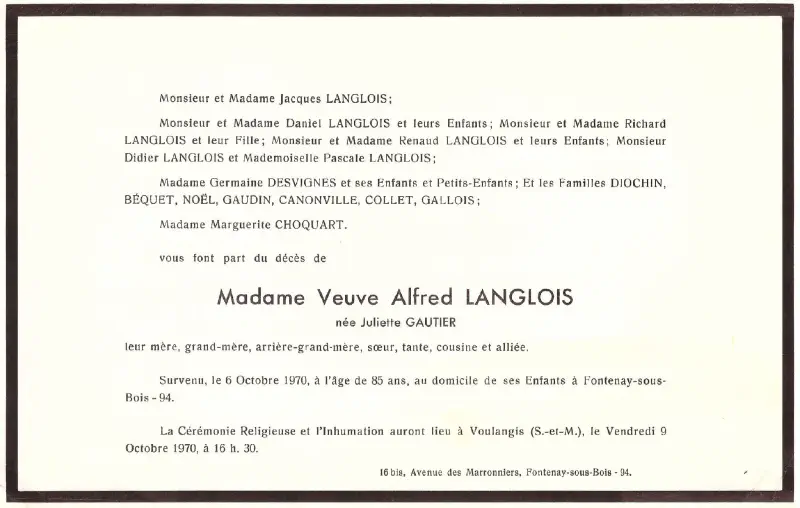 Monsieur et Madame Jacques LANGLOIS;
Monsieur et Madame Daniel LANGLOIS et leurs Enfants; Monsieur et Madame Richard
LANGLOIS et leur Fille; Monsieur et Madame Renaud LANGLOIS et leurs Enfants; Monsieur
Didier LANGLOIS et Mademoiselle Pascale LANGLOIS;
Madame Germaine DESVIGNES et ses Enfants et Petits-Enfants; Et les Familles DIOCHIN,
BÉQUET, NOËL, GAUDIN, CANONVILLE, COLLET, GALLOIS;
Madame Marguerite CHOQUART.
vous font part du décès de
Madame Veuve Alfred LANGLOIS
née Juliette GAUTIER
leur mère, grand-mère, arrière-grand-mère, sœur, tante, cousine et alliée.
Survenu, le 6 Octobre 1970, à l'âge de 85 ans, au domicile de ses Enfants à Fontenay-sous-
Bois - 94.
La Cérémonie Religieuse et l'Inhumation auront lieu à Voulangis (S.-et-M.), le Vendredi 9
Octobre 1970, à 16 h. 30.
16 bis, Avenue des Marronniers, Fontenay-sous-Bois - 94.